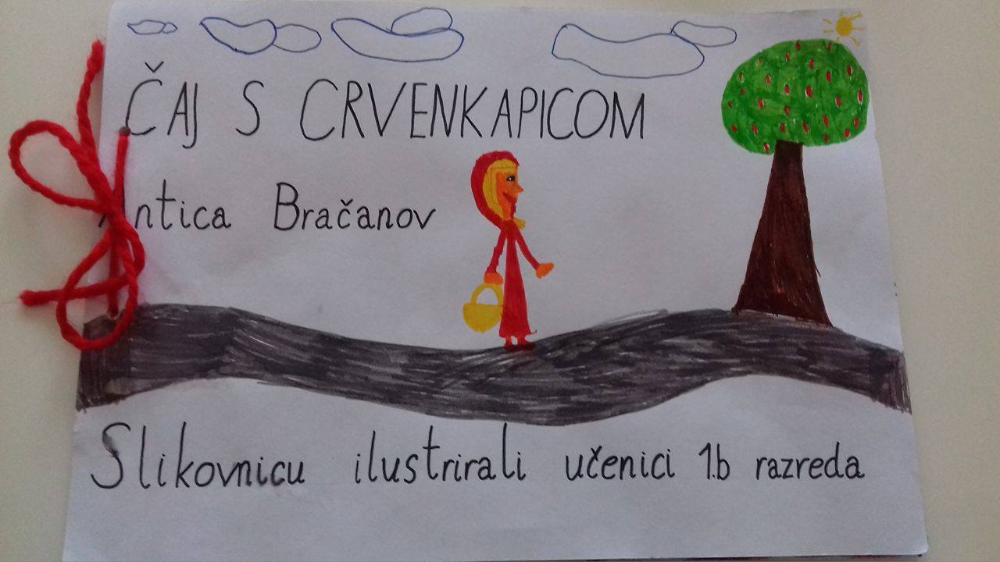 ČAJ S CRVENKAPICOM
Antica Bračanov
Slikovnicu ilustrirali učenici 1.b razreda